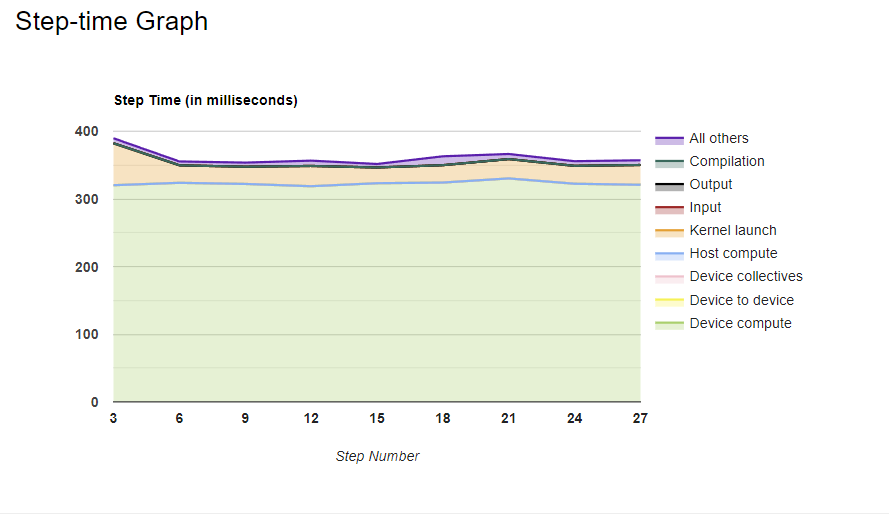 Step-time Graph
Step Time (in milliseconds)
400
300
200
100
0
3 6 9 12 15 18 21 24 27
Step Number
All others
Compilation
Output
Input
Kernel launch
Host compute
Device collectives
Device to device
Device compute